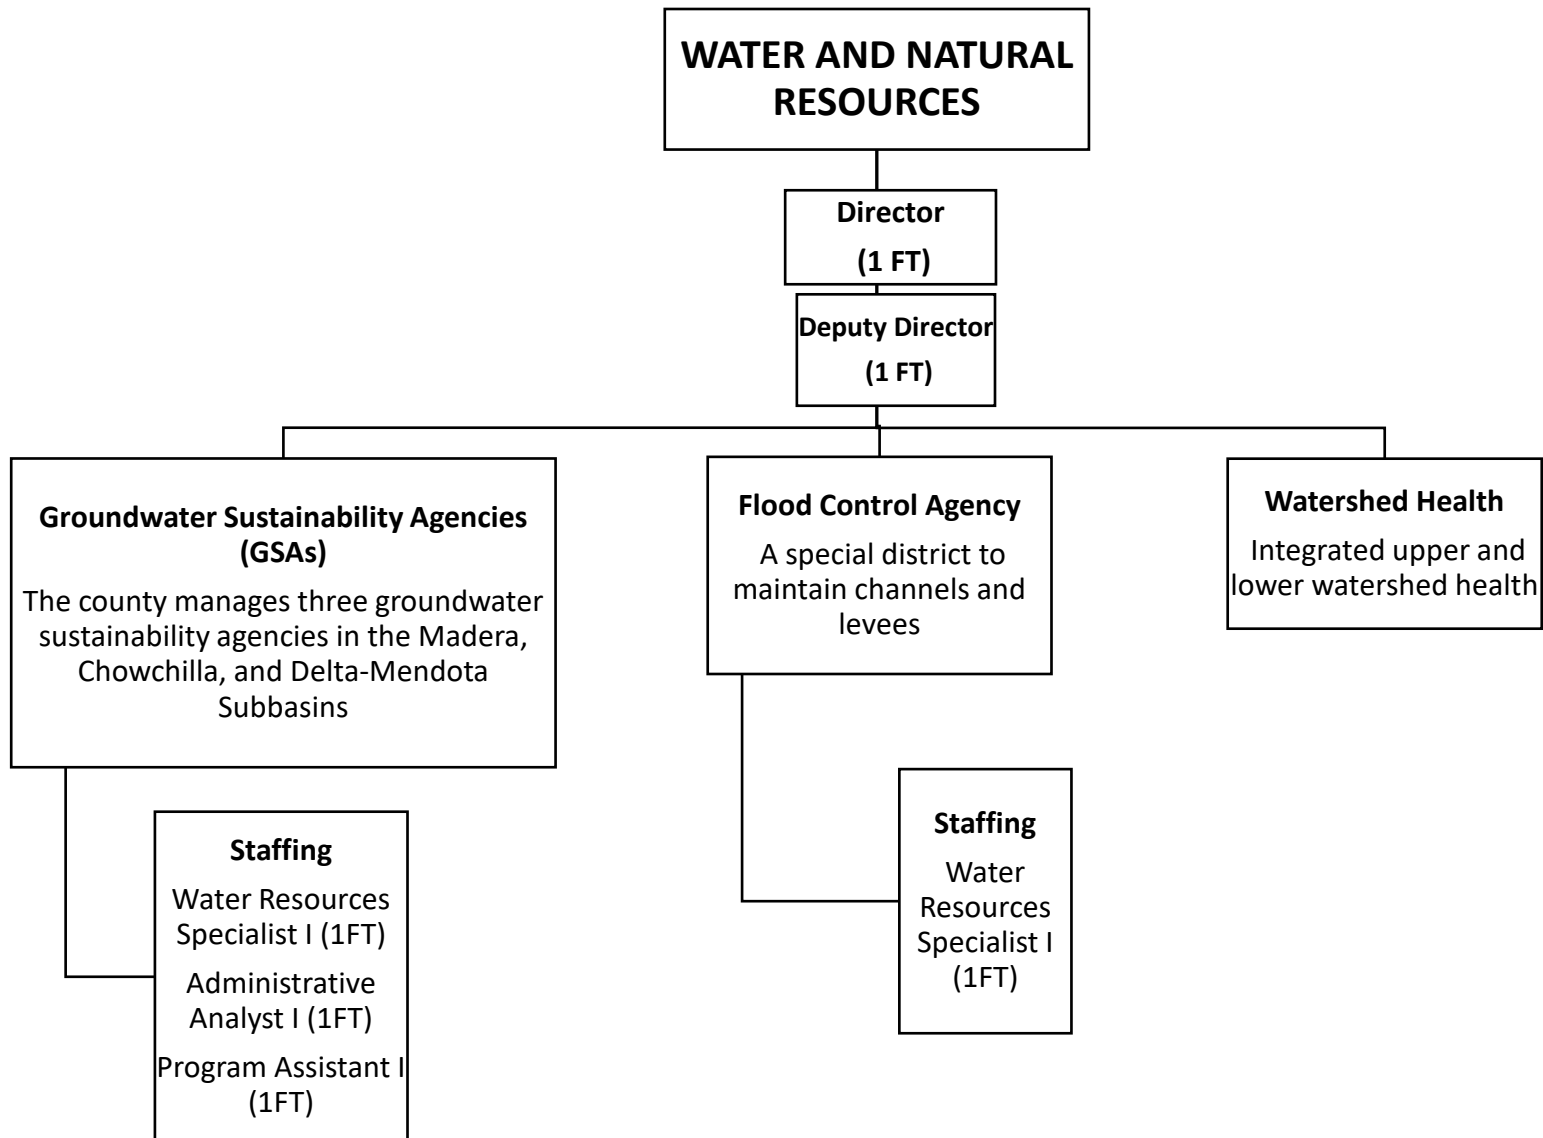 WATER AND NATURAL
RESOURCES
Director
(1 FT)
Deputy Director
(1 FT)
Groundwater Sustainability Agencies
(GSAs)
The county manages three groundwater
sustainability agencies in the Madera,
Chowchilla, and Delta-Mendota
Subbasins
Flood Control Agency
A special district to
maintain channels and
levees
Watershed Health
Integrated upper and
lower watershed health
Staffing
Water Resources
Specialist I (1FT)
Administrative
Analyst I (1FT)
Program Assistant I
(1FT)
Staffing
Water
Resources
Specialist I
(1FT)